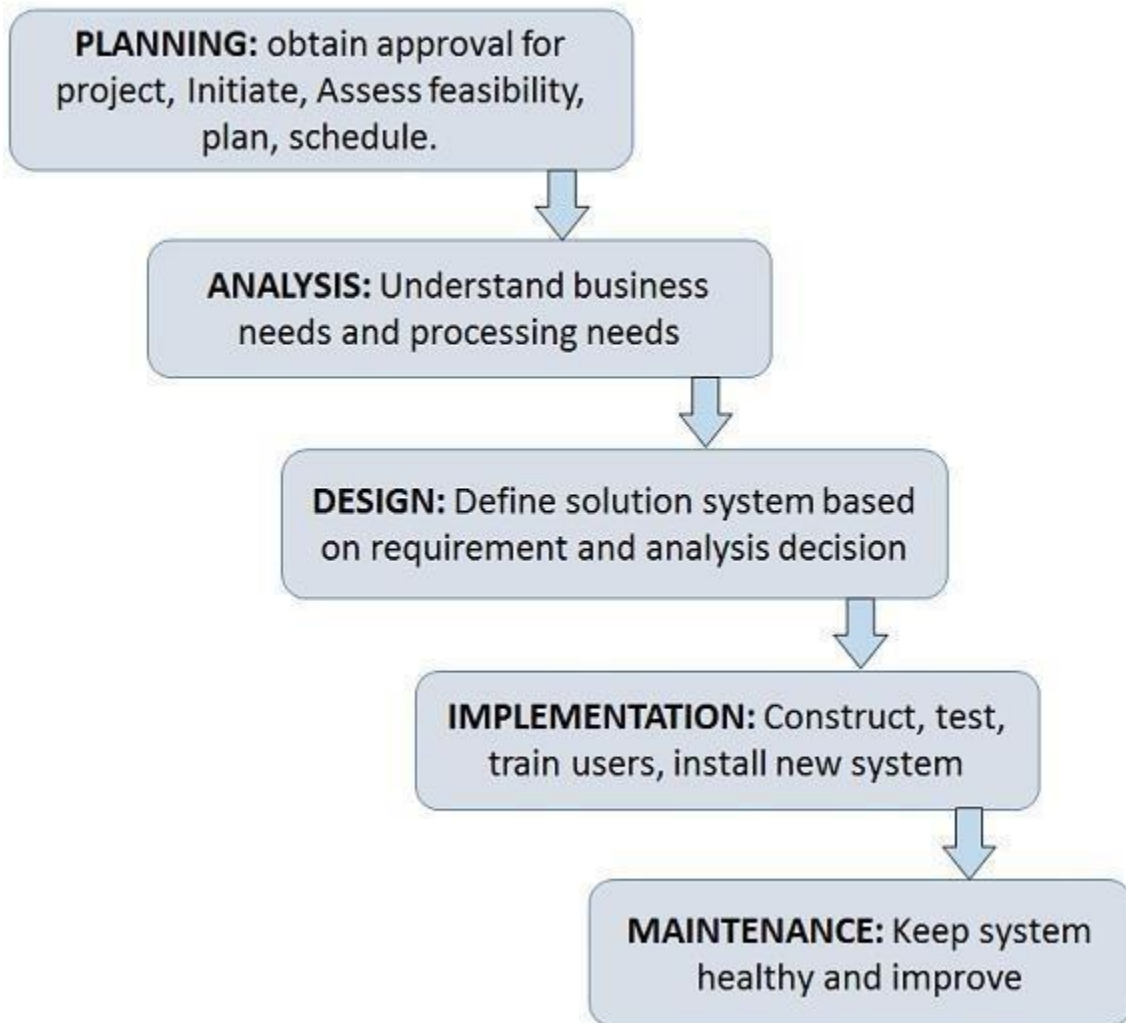 PLANNING: obtain approval for
project, Initiate, Assess feasibility,
plan, schedule.
ANALYSIS: Understand business
needs and processing needs
DESIGN: Define solution system based
on requirement and analysis decision
IMPLEMENTATION: Construct, test,
train users, install new system
MAINTENANCE: Keep system
healthy and improve